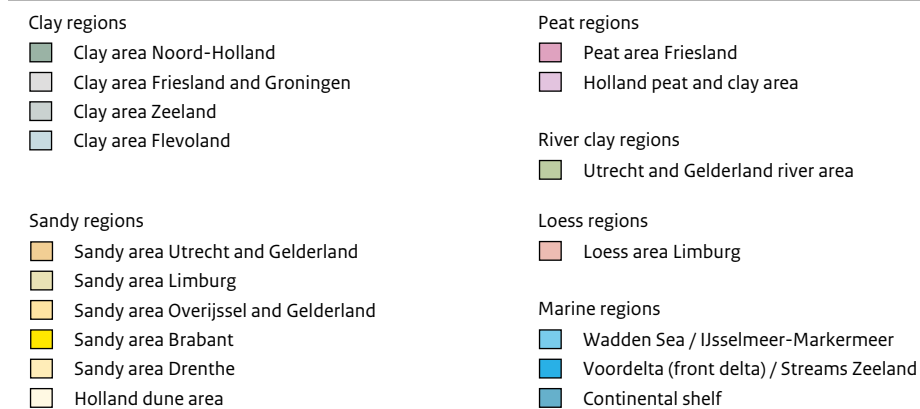 Clay regions
Clay area Noord-Holland
Clay area Friesland and Groningen
Clay area Zeeland
Clay area Flevoland
Sandy regions
Sandy area Utrecht and Gelderland
Sandy area Limburg
Sandy area Overijssel and Gelderland
Sandy area Brabant
Sandy area Drenthe
Holland dune area
Peat regions
Peat area Friesland
Holland peat and clay area
River clay regions
Utrecht and Gelderland river area
Loess regions
Loess area Limburg
Marine regions
Wadden Sea / IJsselmeer-Markermeer
Voordelta (front delta) / Streams Zeeland
Continental shelf